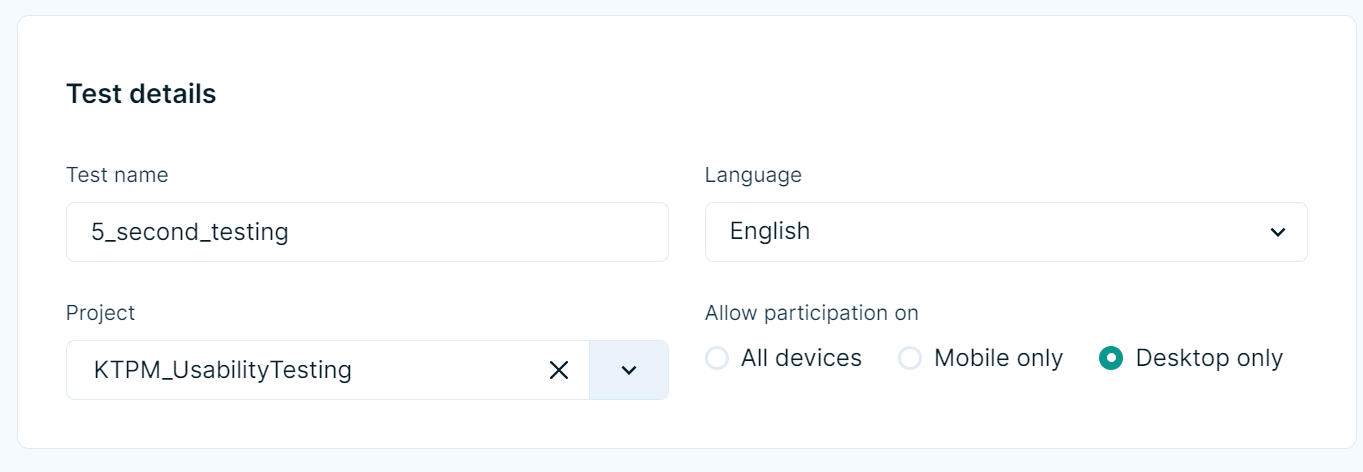 Test details
Test name
Language
5_second_testing
English
Project
Allow participation on
KTPM_UsabilityTesting
All devices
Mobile only
Desktop only